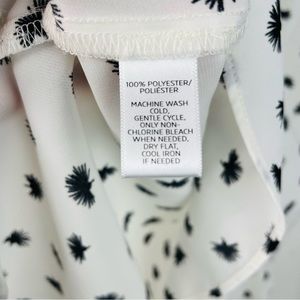 100% POLYESTER/
POLIÉSTER
MACHINE WASH
COLD,
GENTLE CYCLE,
ONLY NON-
CHLORINE BLEACH
WHEN NEEDED,
DRY FLAT,
COOL IRON
IF NEEDED